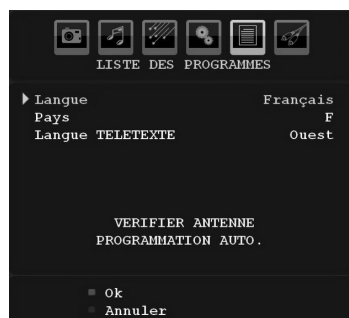 LISTE DES PROGRAMMES
Langue Français
Pays F
Langue TELETEXTE Ouest
VERIFIER ANTENNE
PROGRAMMATION AUTO.
Ok
Annuler